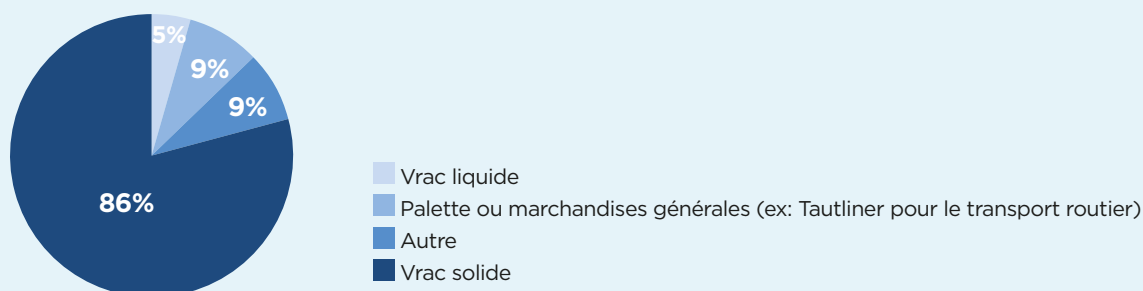 5%
9%
9%
86%
Vrac liquide
Palette ou marchandises générales (ex: Tautliner pour le transport routier)
Autre
Vrac solide